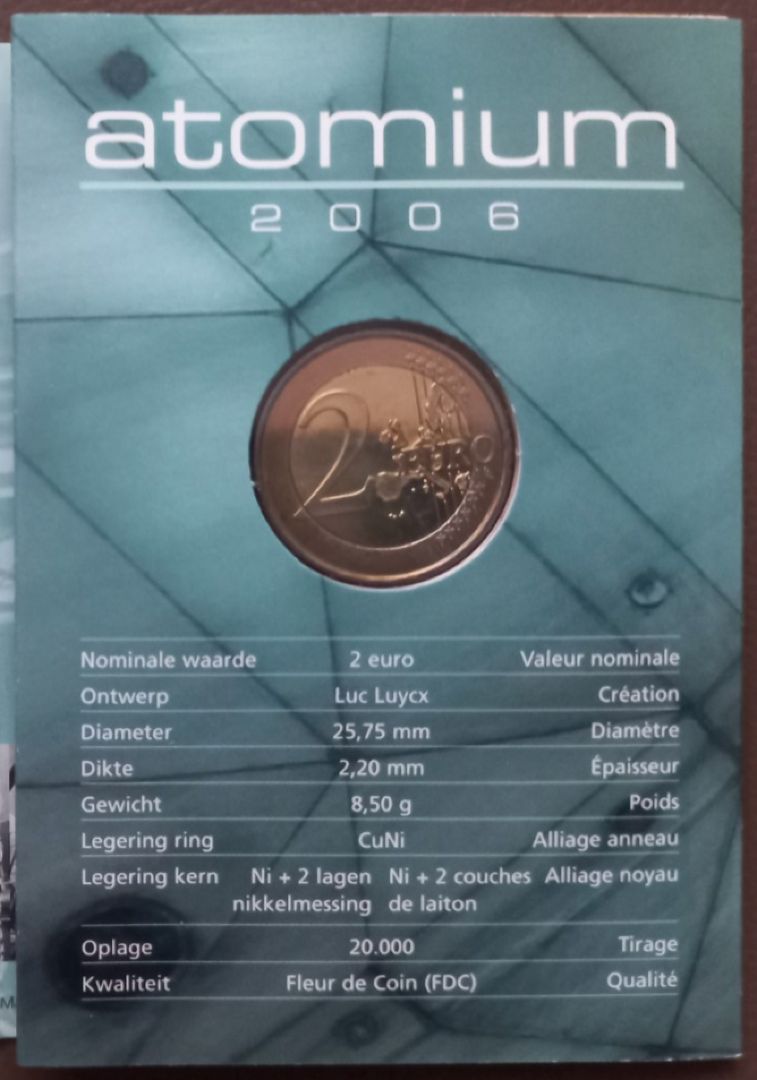 atomium
2006
2 EURO
Nominale waarde 2 euro Valeur nominale
Ontwerp Luc Luycx Création
Diameter 25,75 mm Diamètre
Dikte 2,20 mm Épaisseur
Gewicht 8,50 g Poids
Legering ring CuNi Alliage anneau
Legering kern Ni + 2 lagen Ni + 2 couches Alliage noyau
nikkelmessing de laiton
Oplage 20.000 Tirage
Kwaliteit Fleur de Coin (FDC) Qualité